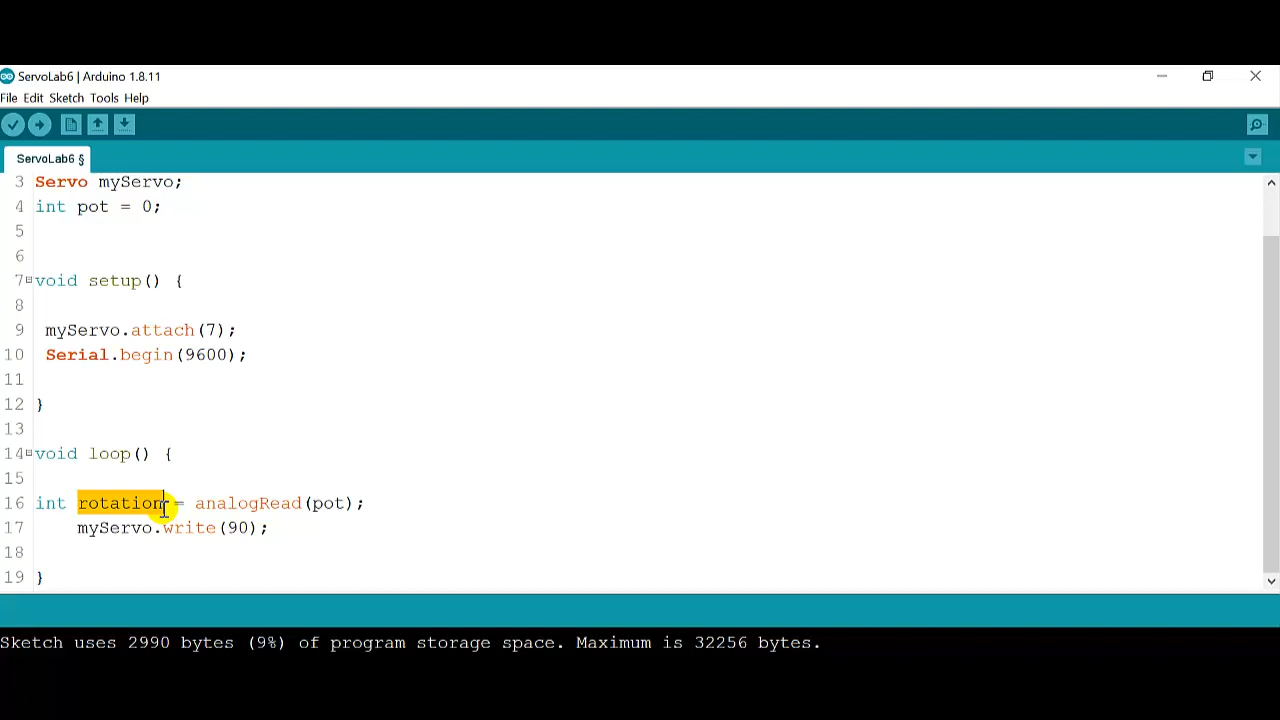 ServoLab6 | Arduino 1.8.11
File Edit Sketch Tools Help
ServoLab6 §
3 Servo myServo;
4 int pot = 0;
5
6
7 void setup() {
8
9 myServo.attach(7);
10 Serial.begin(9600);
11
12 }
13
14 void loop() {
15
16 int rotation = analogRead(pot);
17 myServo.write(90);
18
19 }
Sketch uses 2990 bytes (9%) of program storage space. Maximum is 32256 bytes.